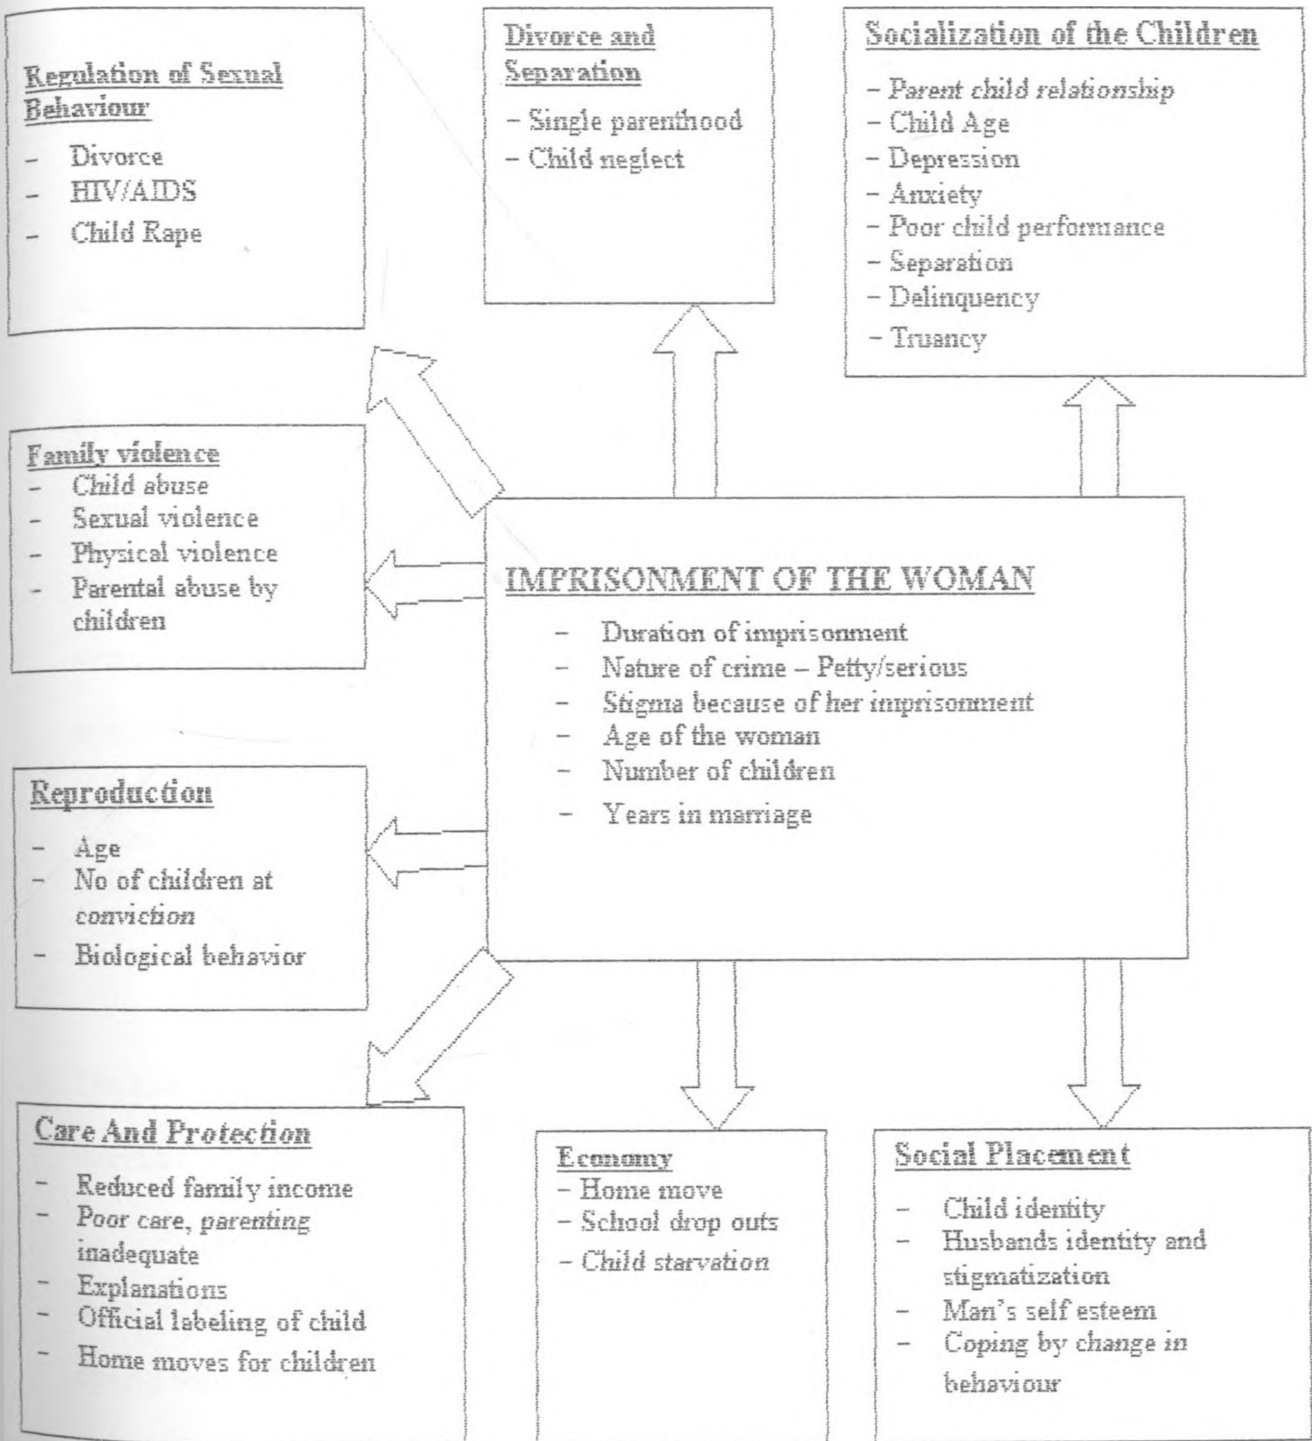 Regulation of Sexual
Behaviour
- Divorce
- HIV/AIDS
- Child Rape
Divorce and
Separation
- Single parenthood
- Child neglect
Socialization of the Children
- Parent child relationship
- Child Age
- Depression
- Anxiety
- Poor child performance
- Separation
- Delinquency
- Truancy
Family violence
- Child abuse
- Sexual violence
- Physical violence
- Parental abuse by
children
IMPRISONMENT OF THE WOMAN
- Duration of imprisonment
- Nature of crime – Petty/serious
- Stigma because of her imprisonment
- Age of the woman
- Number of children
- Years in marriage
Reproduction
- Age
- No of children at
conviction
- Biological behavior
Care And Protection
- Reduced family income
- Poor care, parenting
inadequate
- Explanations
- Official labeling of child
- Home moves for children
Economy
- Home move
- School drop outs
- Child starvation
Social Placement
- Child identity
- Husbands identity and
stigmatization
- Man's self esteem
- Coping by change in
behaviour